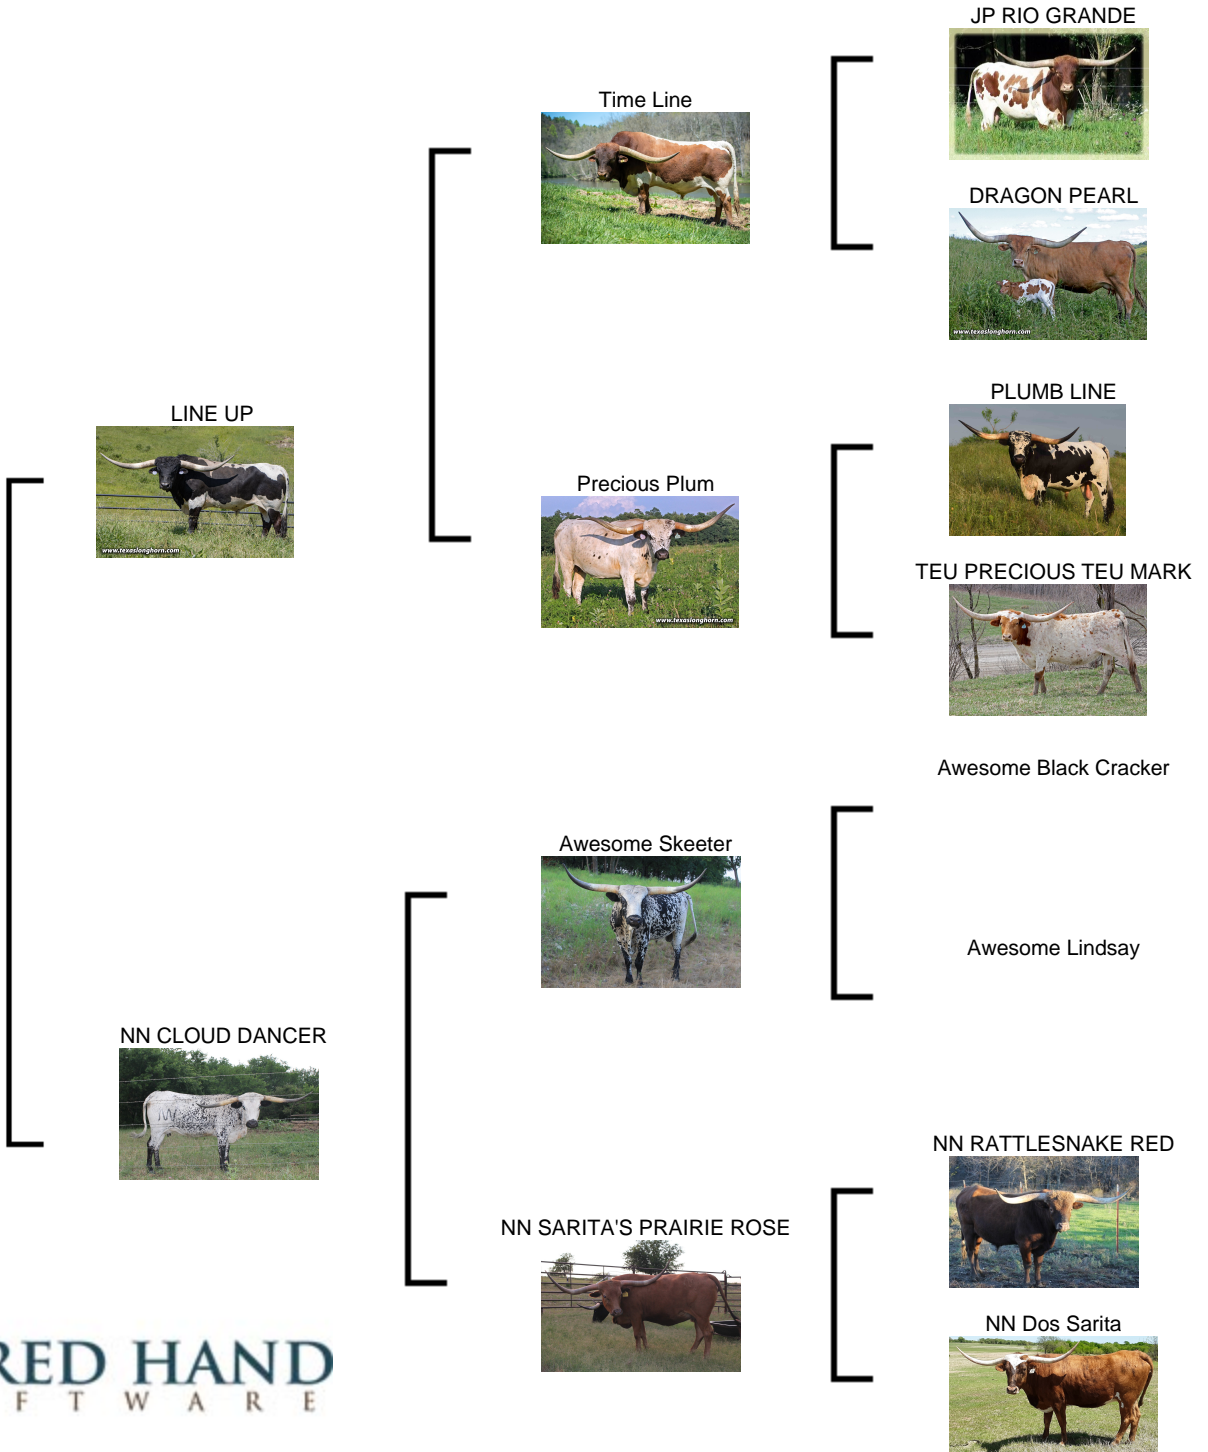 JP RIO GRANDE
Time Line
DRAGON PEARL
www.texaslonghorn.com
LINE UP
www.texaslonghorn.com
PLUMB LINE
Precious Plum
www.texaslonghorn.com
TEU PRECIOUS TEU MARK
Awesome Black Cracker
Awesome Skeeter
Awesome Lindsay
NN CLOUD DANCER
NN RATTLESNAKE RED
NN SARITA'S PRAIRIE ROSE
NN Dos Sarita
RED HAND
F T W A R E